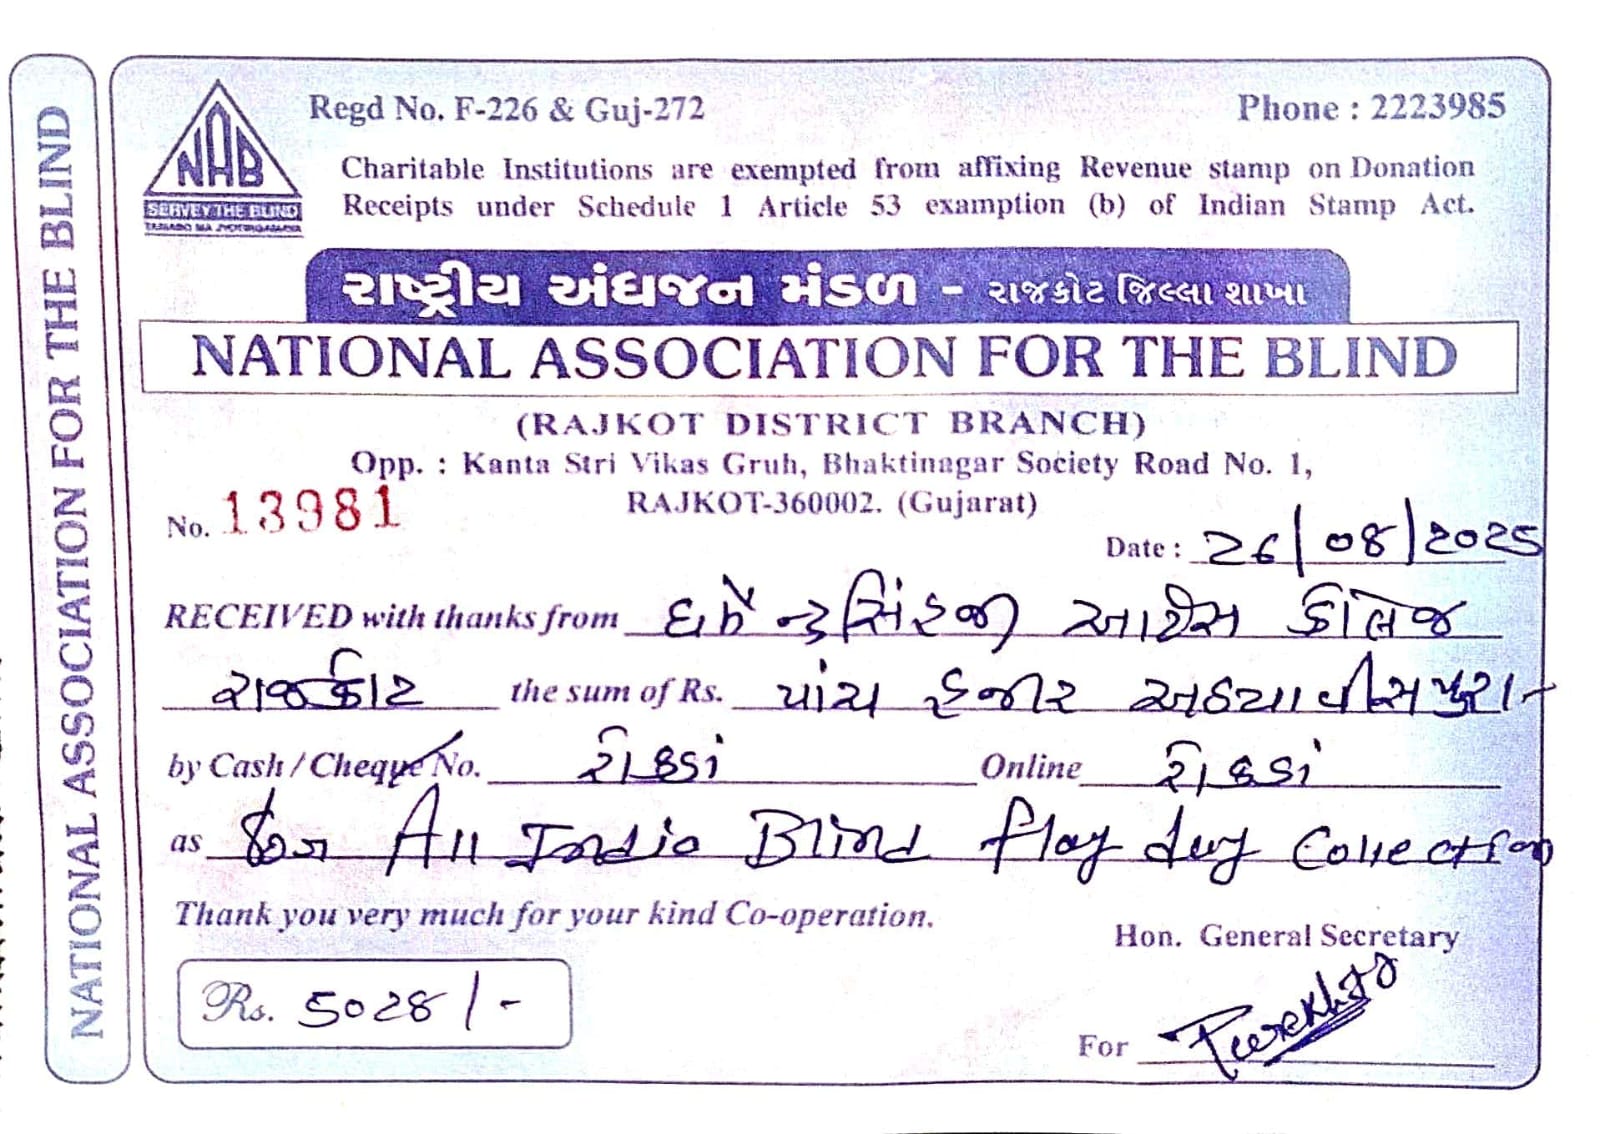 NATIONAL ASSOCIATION FOR THE BLIND
Regd No. F-226 & Guj-272 Phone : 2223985
NAB
SERVE THE BLIND
Charitable Institutions are exempted from affixing Revenue stamp on Donation
Receipts under Schedule 1 Article 53 examption (b) of Indian Stamp Act.
રાષ્ટ્રીય અંધજન મંડળ - રાજકોટ જિલ્લા શાખા
NATIONAL ASSOCIATION FOR THE BLIND
(RAJKOT DISTRICT BRANCH)
Opp. : Kanta Stri Vikas Gruh, Bhaktinagar Society Road No. 1,
RAJKOT-360002. (Gujarat)
No. 13981
Date : 26/08/2025
RECEIVED with thanks from ધર્મેન્દ્રસિંહજી આર્ટસ કોલેજ
રાજકોટ the sum of Rs. પાંચ હજાર અઠયાવીસ પુરા-
by Cash / Cheque No. રોકડા Online રોકડા
as for All India Blind flag day Collection
Thank you very much for your kind Co-operation.
Hon. General Secretary
Rs. 5028/-
For